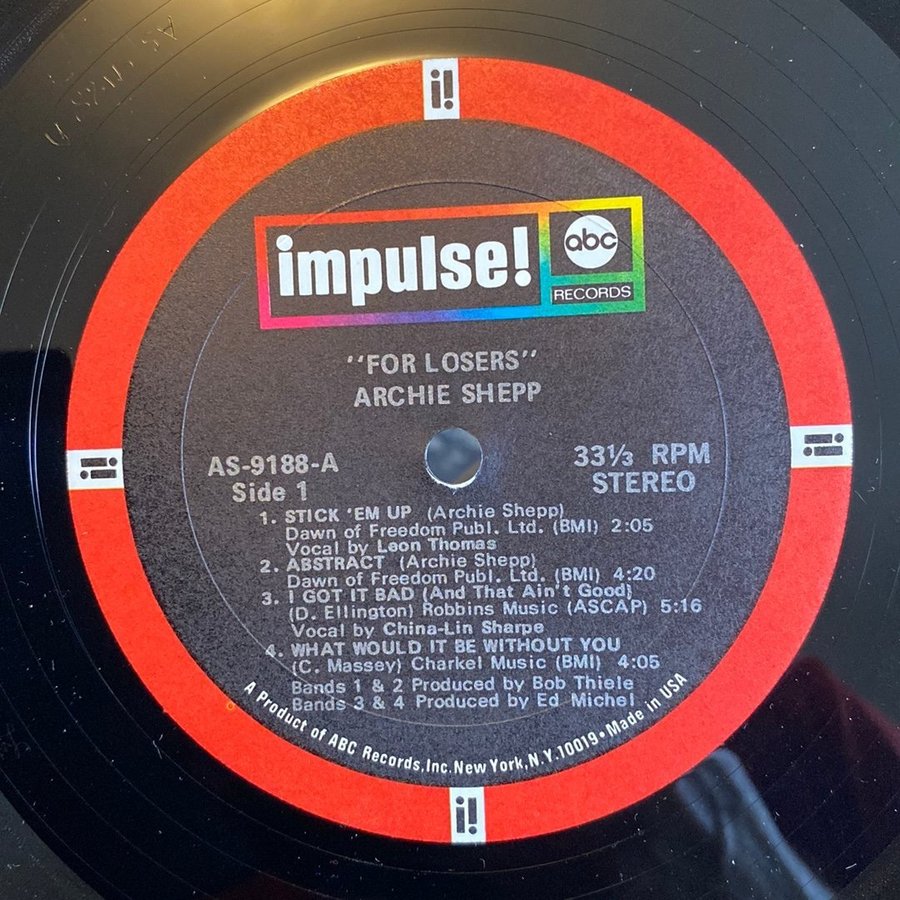 impulse!
abc
RECORDS
"FOR LOSERS"
ARCHIE SHEPP
AS-9188-A
Side 1
33⅓ RPM
STEREO
1. STICK 'EM UP (Archie Shepp)
Dawn of Freedom Publ. Ltd. (BMI) 2:05
Vocal by Leon Thomas
2. ABSTRACT (Archie Shepp)
Dawn of Freedom Publ. Ltd. (BMI) 4:20
3. I GOT IT BAD (And That Ain't Good)
(D. Ellington) Robbins Music (ASCAP) 5:16
Vocal by China-Lin Sharpe
4. WHAT WOULD IT BE WITHOUT YOU
(C. Massey) Charkel Music (BMI) 4:05
Bands 1 & 2 Produced by Bob Thiele
Bands 3 & 4 Produced by Ed Michel
A Product of ABC Records, Inc. New York, N.Y. 10019 • Made in USA
i!
i!
i!
i!